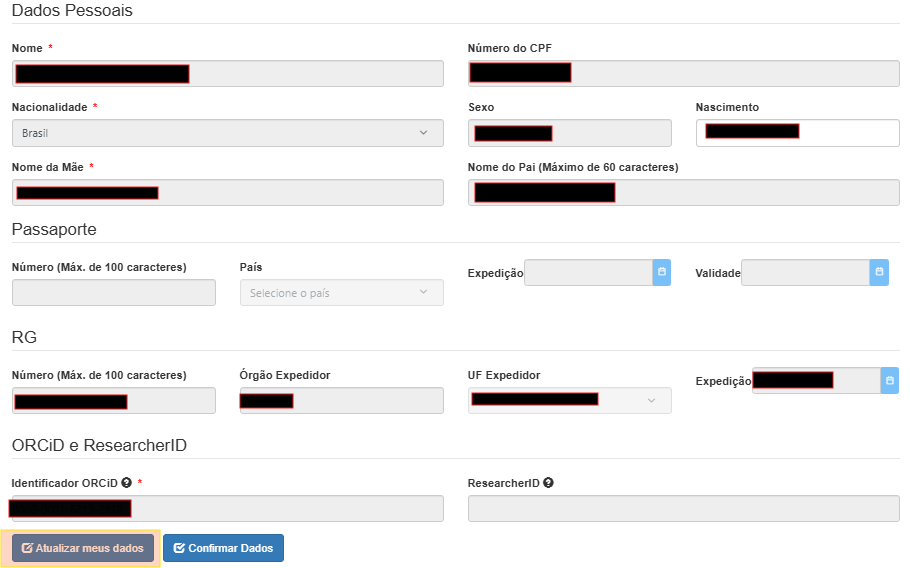 Dados Pessoais
Nome *
Número do CPF
Nacionalidade *
Sexo
Nascimento
Brasil
Nome da Mãe *
Nome do Pai (Máximo de 60 caracteres)
Passaporte
Número (Máx. de 100 caracteres)
País
Expedição
Validade
Selecione o país
RG
Número (Máx. de 100 caracteres)
Órgão Expedidor
UF Expedidor
Expedição
ORCiD e ResearcherID
Identificador ORCiD ? *
ResearcherID ?
Atualizar meus dados
Confirmar Dados